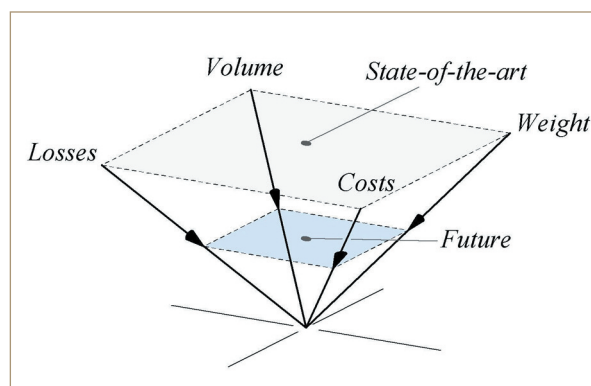 Volume
State-of-the-art
Weight
Losses
Costs
Future